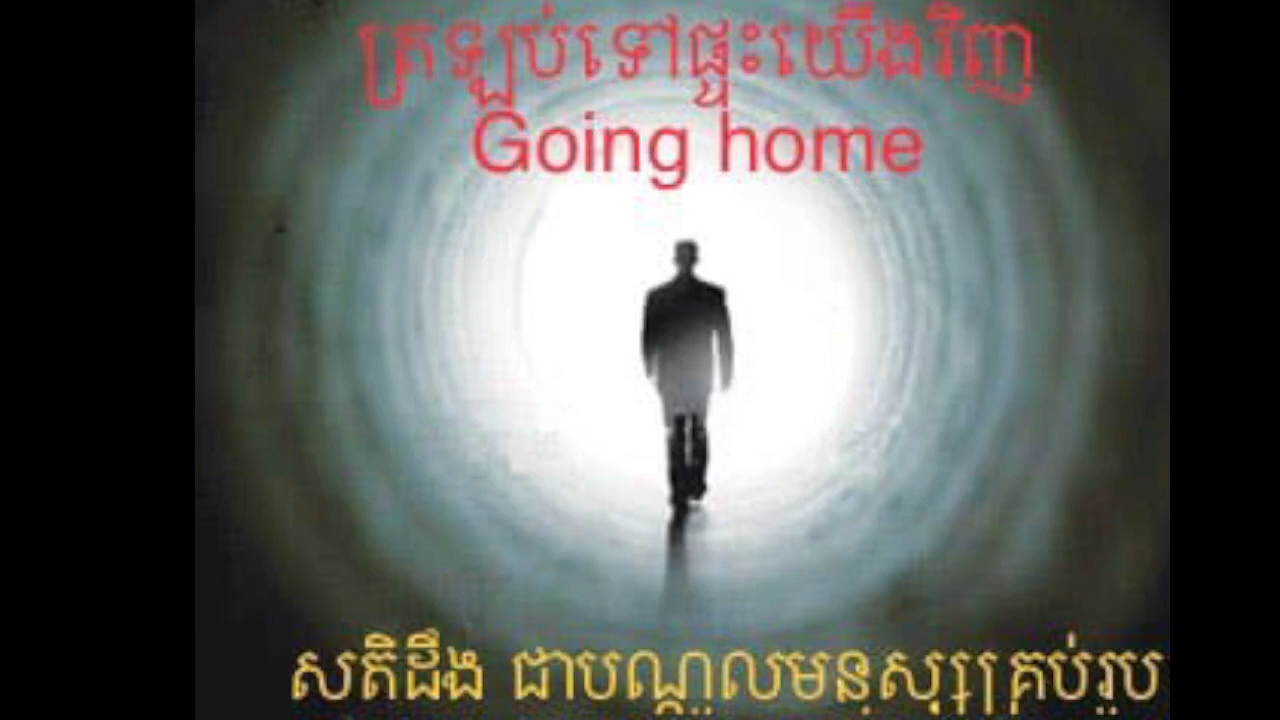 ត្រឡប់ទៅផ្ទះយើងវិញ
Going home
សតិដឹង ជាបណ្ដូលមនុស្សគ្រប់រូប